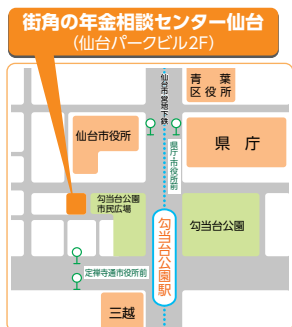 街角の年金相談センター仙台
(仙台パークビル2F)
仙台市営地下鉄
青葉
区役所
仙台市役所
県庁・市役所前
県庁
勾当台公園
市民広場
勾当台公園駅
勾当台公園
定禅寺通市役所前
三越